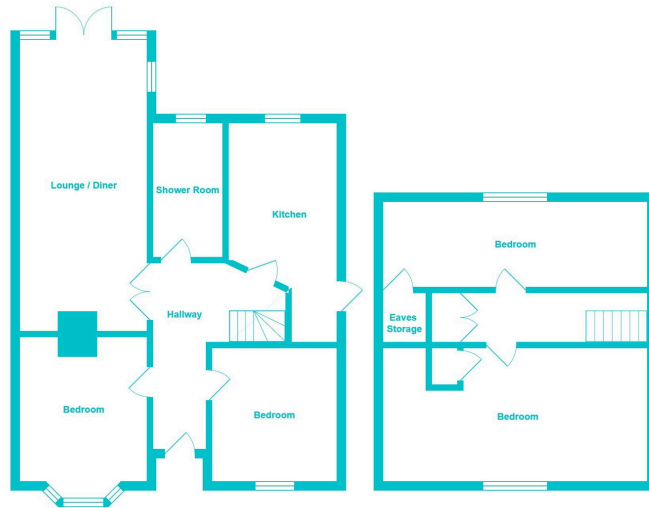 Lounge / Diner
Shower Room
Kitchen
Hallway
Bedroom
Bedroom
Bedroom
Eaves
Storage
Bedroom